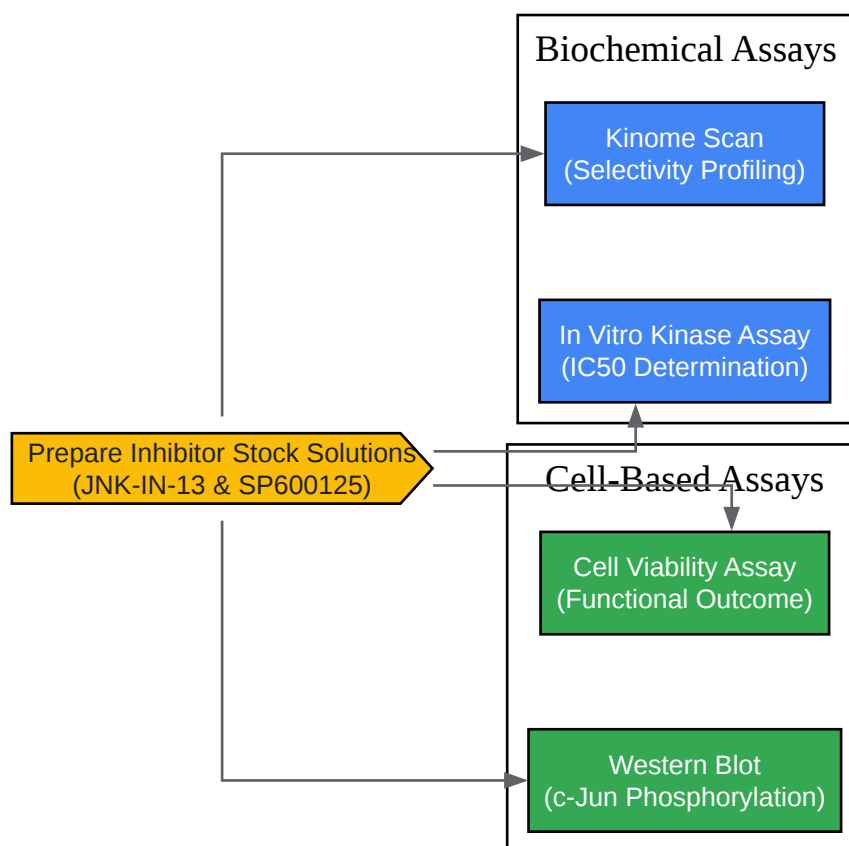 Biochemical Assays
Kinome Scan
(Selectivity Profiling)
In Vitro Kinase Assay
(IC50 Determination)
Prepare Inhibitor Stock Solutions
(JNK-IN-13 & SP600125)
Cell-Based Assays
Cell Viability Assay
(Functional Outcome)
Western Blot
(c-Jun Phosphorylation)